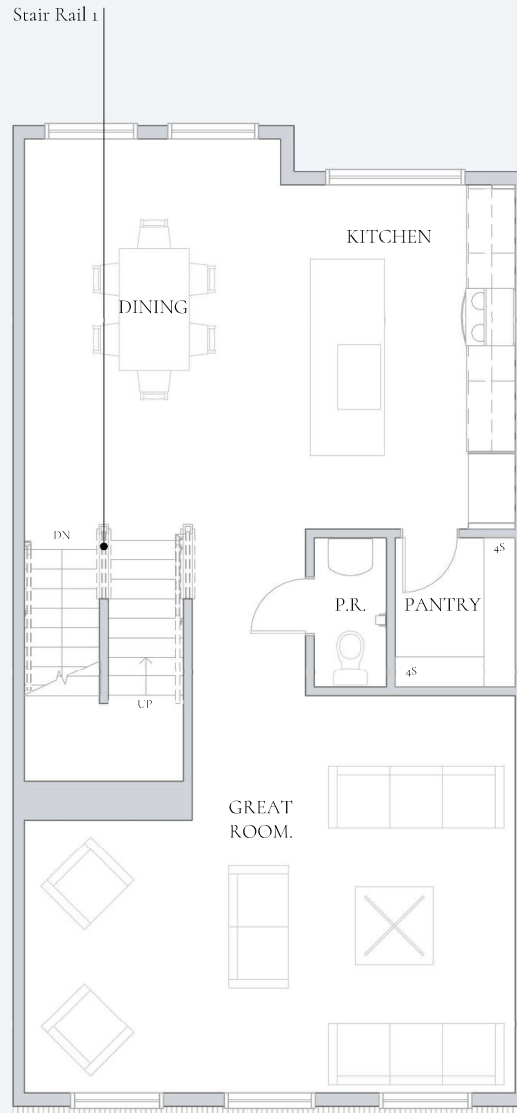 Stair Rail 1
KITCHEN
DINING
DN
4S
P.R.
PANTRY
4S
UP
GREAT
ROOM.